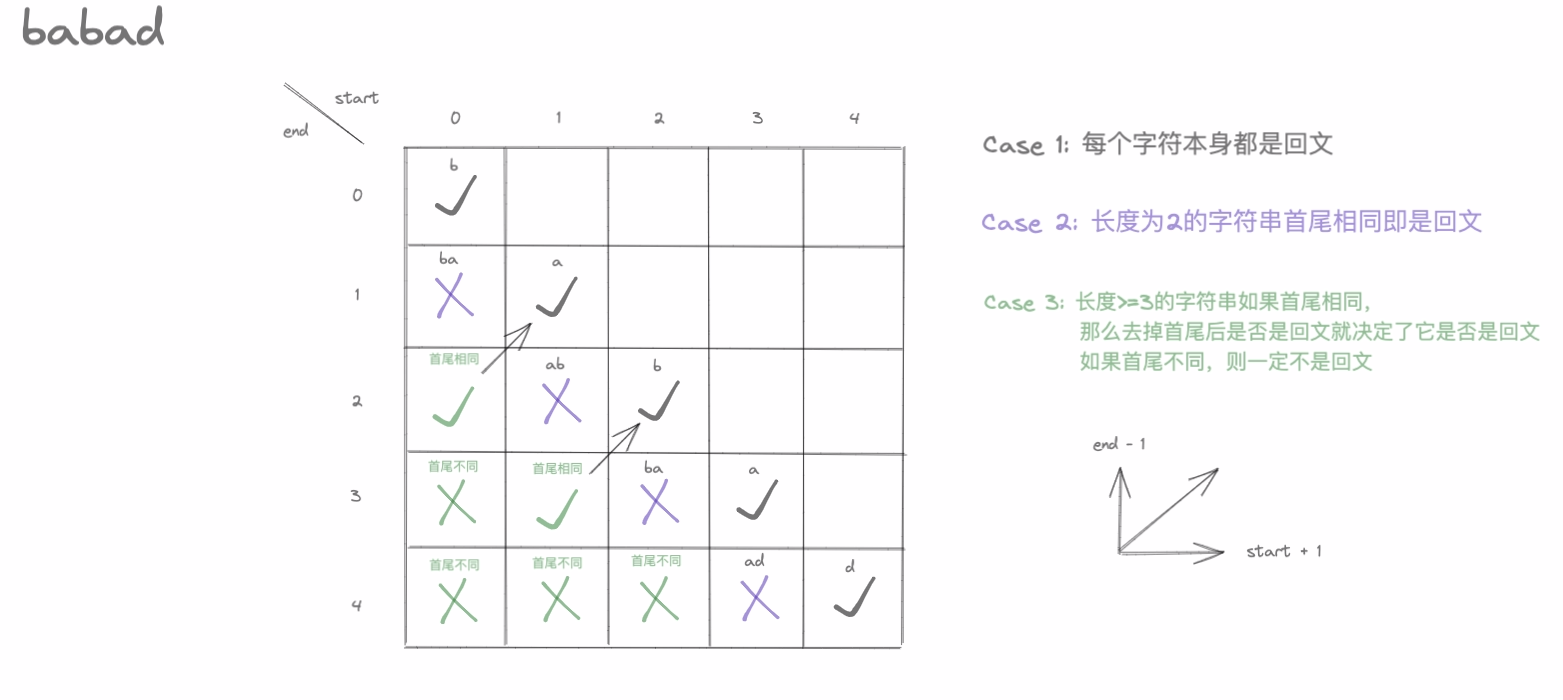 babad
start
end
0 1 2 3 4
Case 1: 每个字符本身都是回文
b
0
Case 2: 长度为2的字符串首尾相同即是回文
ba a
1
Case 3: 长度>=3的字符串如果首尾相同,
那么去掉首尾后是否是回文就决定了它是否是回文
如果首尾不同，则一定不是回文
首尾相同 ab b
2
end - 1
首尾不同 首尾相同 ba a
3
start + 1
首尾不同 首尾不同 首尾不同 ad d
4